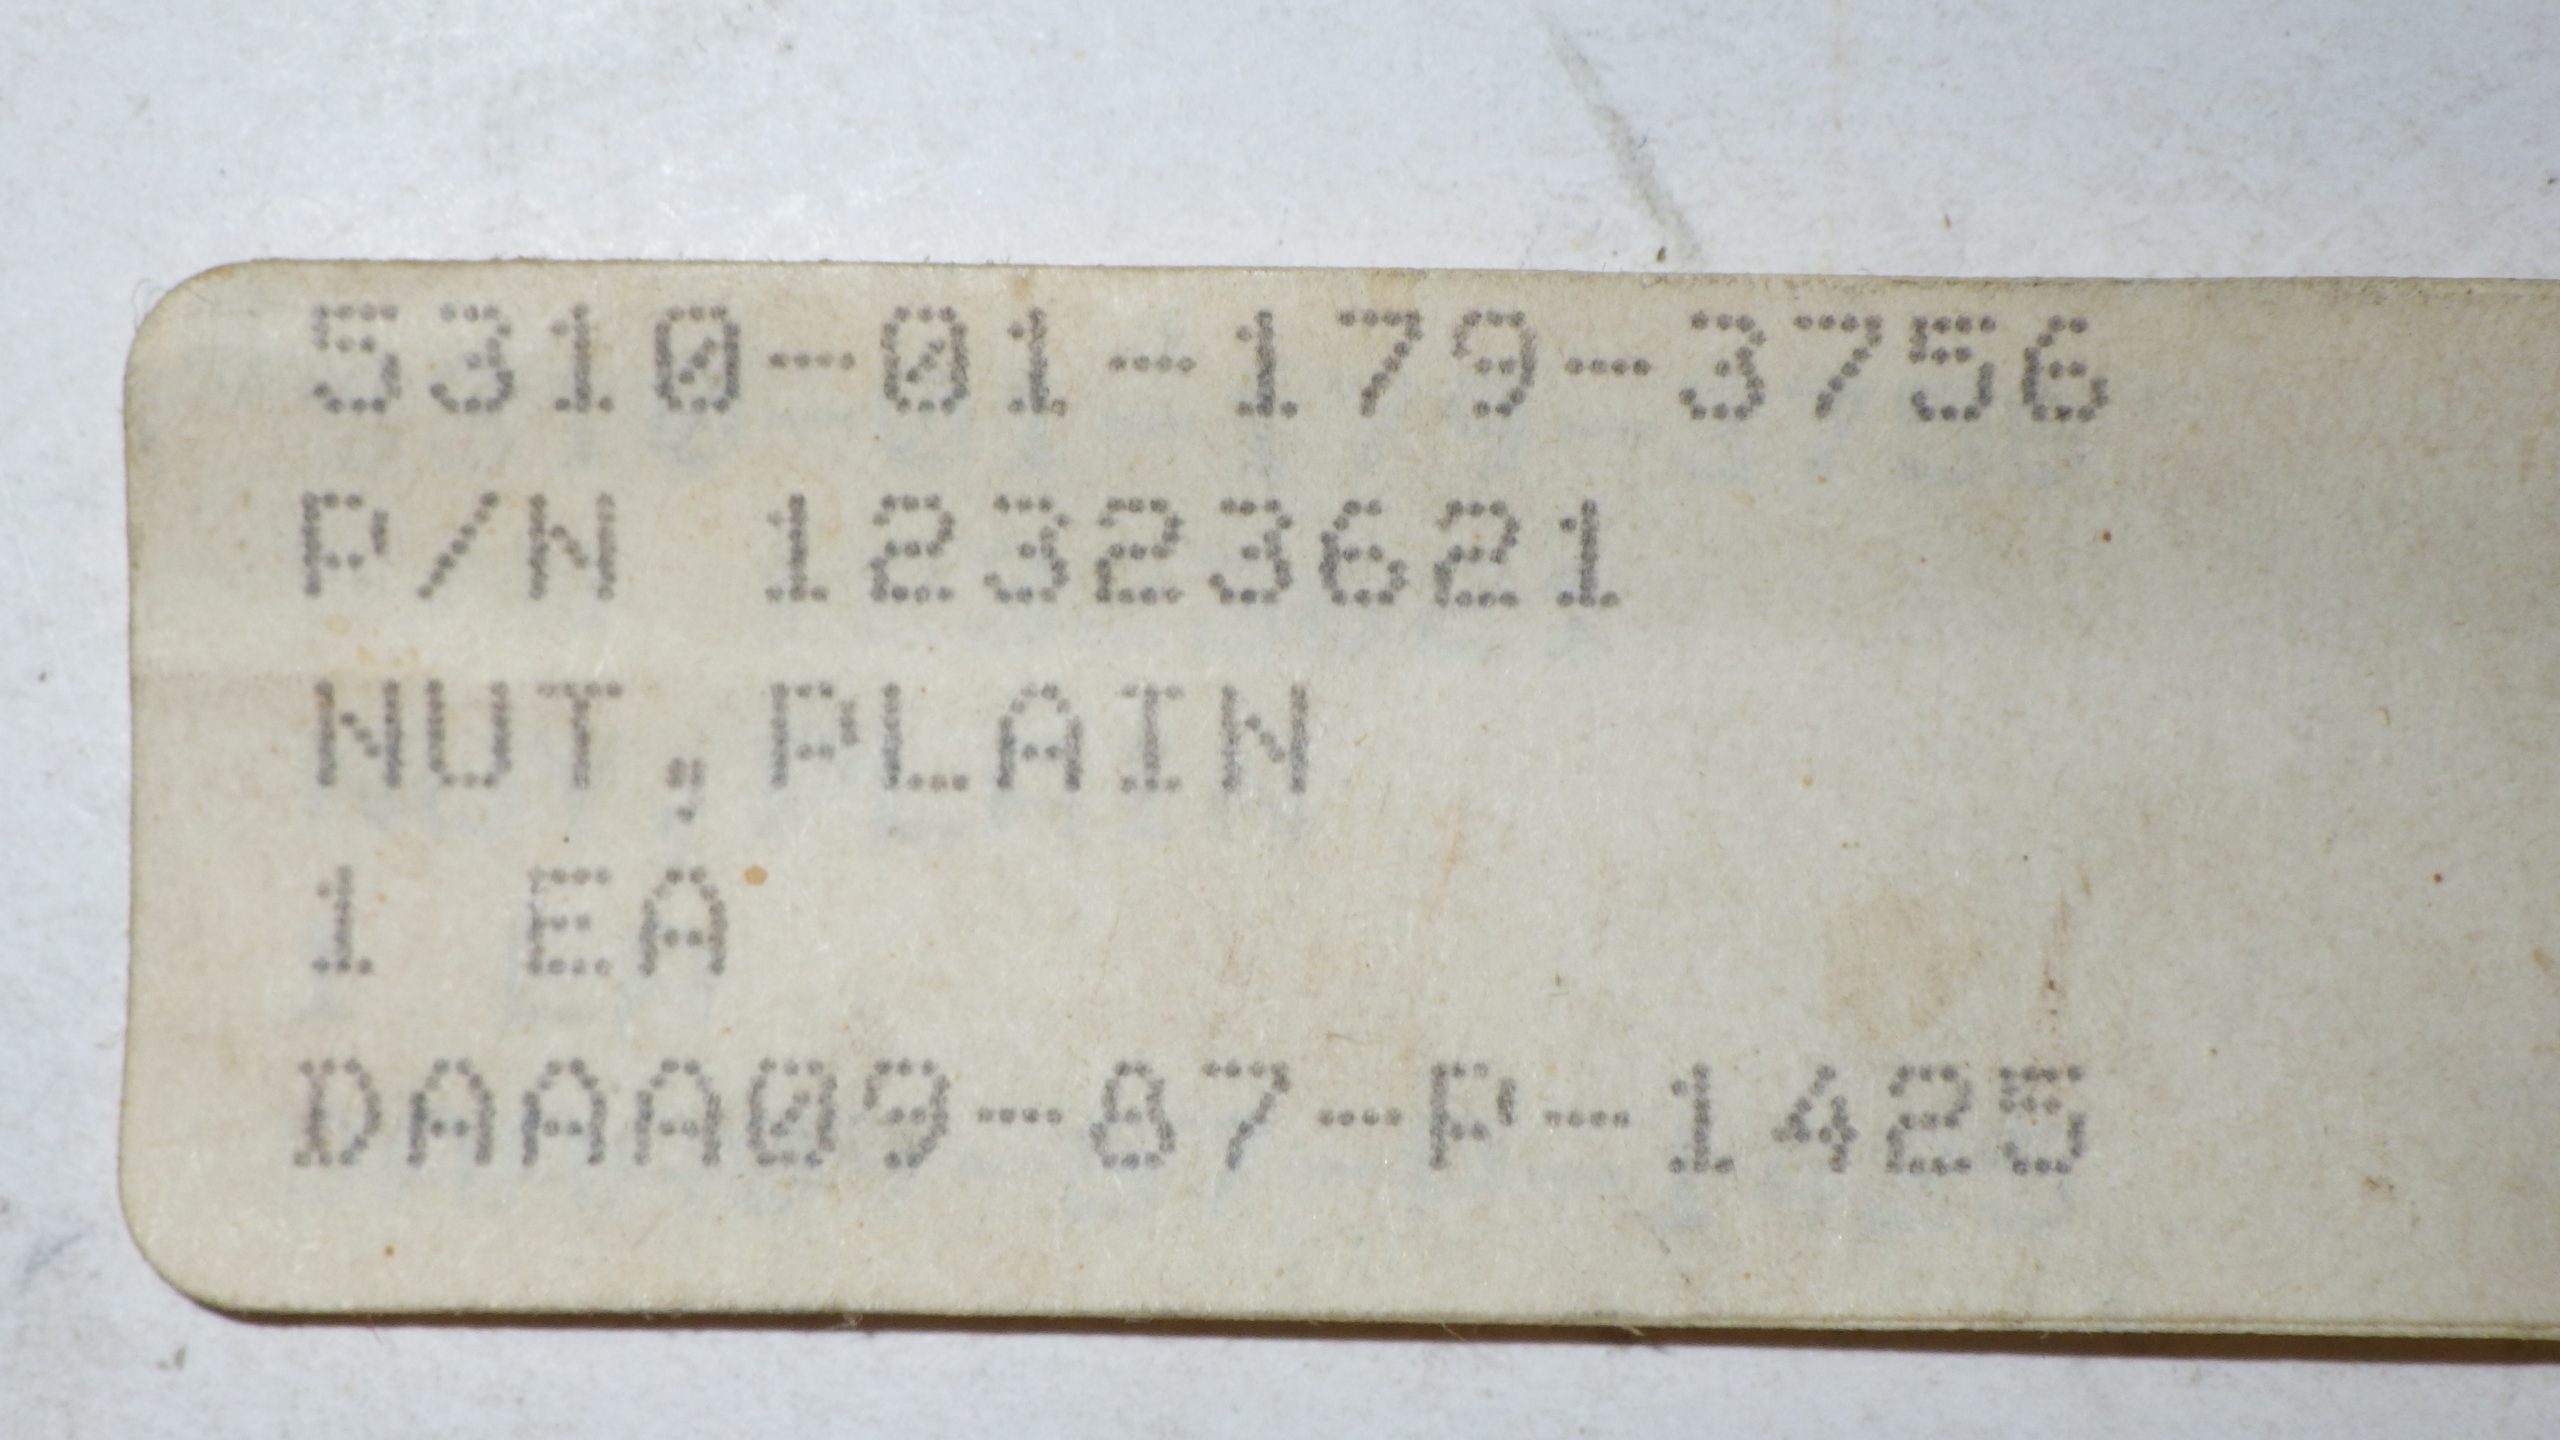 5310-01-179-3756
P/N 12323621
NUT, PLAIN
1 EA
DAAA09-87-P-1425